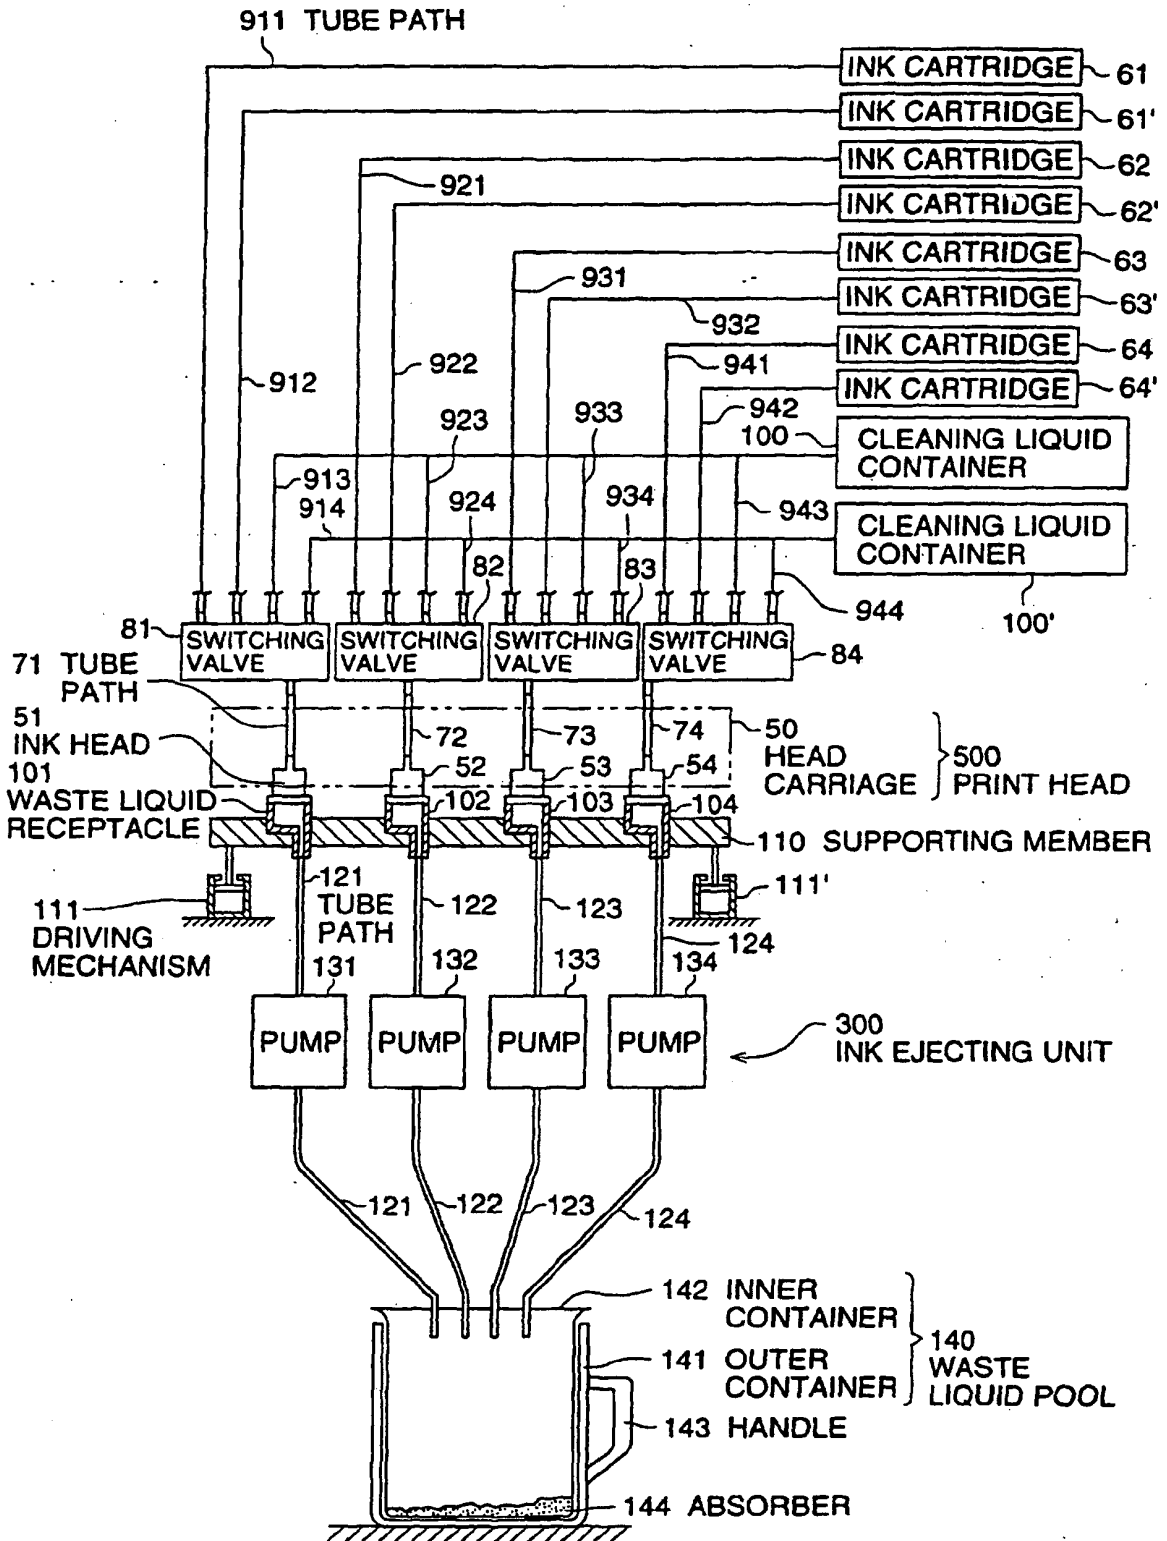 911 TUBE PATH
INK CARTRIDGE 61
INK CARTRIDGE 61'
INK CARTRIDGE 62
921
INK CARTRIDGE 62'
INK CARTRIDGE 63
931
INK CARTRIDGE 63'
932
INK CARTRIDGE 64
922
941
912
INK CARTRIDGE 64'
942
923
933
100
CLEANING LIQUID
CONTAINER
913
914
924
934
943
CLEANING LIQUID
CONTAINER
82
83
944
100'
81
SWITCHING
VALVE
SWITCHING
VALVE
SWITCHING
VALVE
SWITCHING
VALVE
84
71 TUBE
PATH
51
INK HEAD
72
73
74
50
HEAD
CARRIAGE
500
PRINT HEAD
52
53
54
101
WASTE LIQUID
RECEPTACLE
102
103
104
110 SUPPORTING MEMBER
121
TUBE
PATH
122
123
124
111'
111
DRIVING
MECHANISM
131
132
133
134
PUMP
PUMP
PUMP
PUMP
300
INK EJECTING UNIT
121
122
123
124
142 INNER
CONTAINER
141 OUTER
CONTAINER
140
WASTE
LIQUID POOL
143 HANDLE
144 ABSORBER